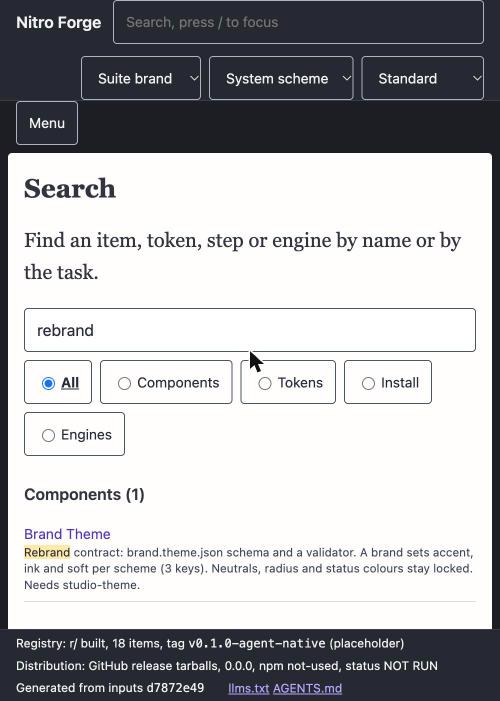 Nitro Forge
Search, press / to focus
Suite brand
System scheme
Standard
Menu
Search
Find an item, token, step or engine by name or by
the task.
rebrand
All
Components
Tokens
Install
Engines
Components (1)
Brand Theme
Rebrand contract: brand.theme.json schema and a validator. A brand sets accent,
ink and soft per scheme (3 keys). Neutrals, radius and status colours stay locked.
Needs studio-theme.
Registry: r/ built, 18 items, tag v0.1.0-agent-native (placeholder)
Distribution: GitHub release tarballs, 0.0.0, npm not-used, status NOT RUN
Generated from inputs d7872e49 llms.txt AGENTS.md